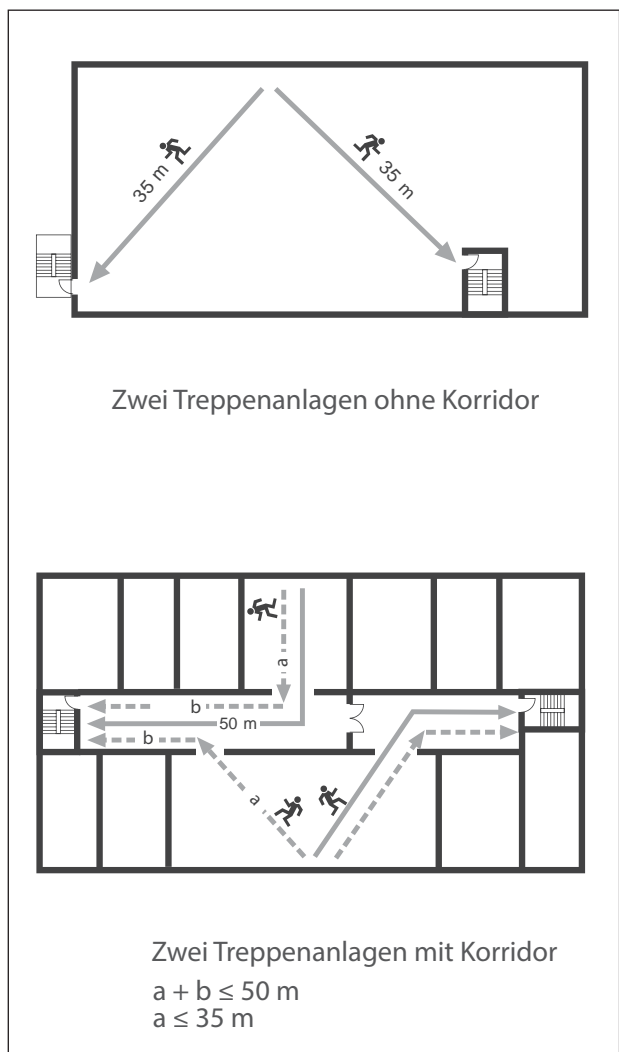 35 m
35 m
Zwei Treppenanlagen ohne Korridor
a
b
50 m
b
a
Zwei Treppenanlagen mit Korridor
a + b ≤ 50 m
a ≤ 35 m